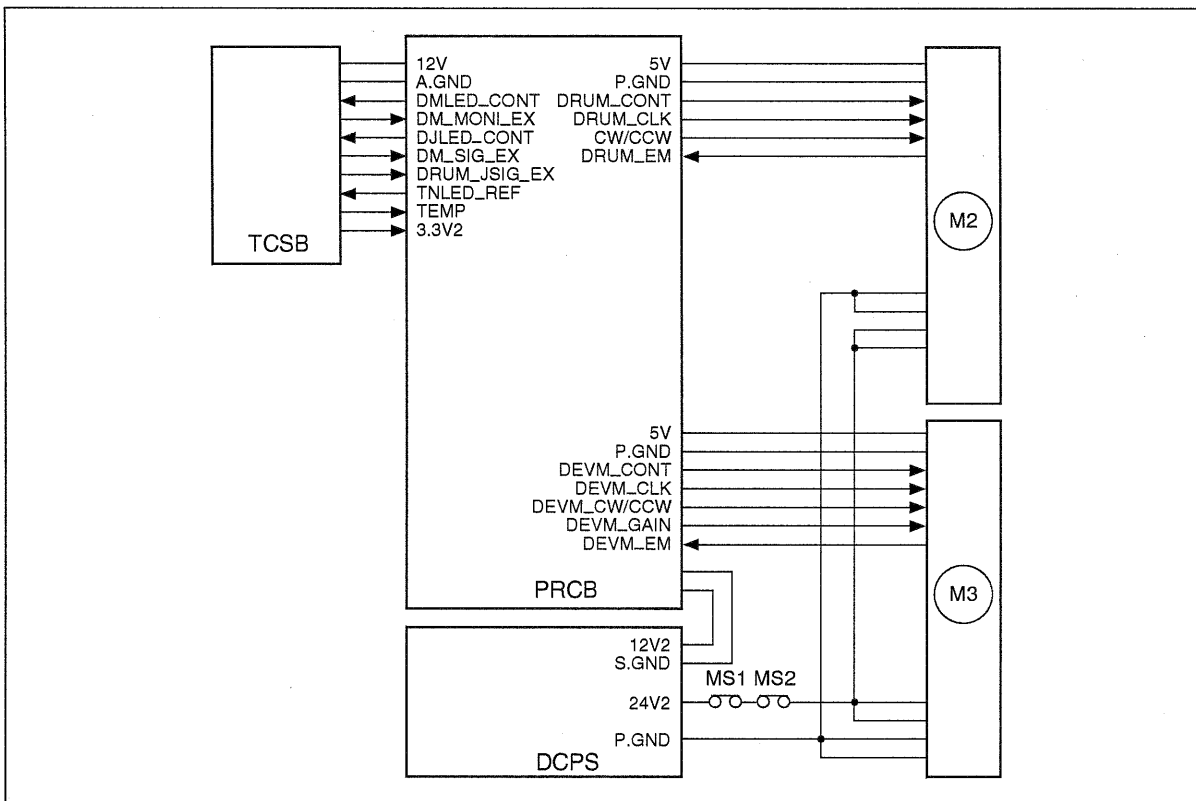 12V
A.GND
DMLED_CONT
DM_MONI_EX
DJLED_CONT
DM_SIG_EX
DRUM_JSIG_EX
TNLED_REF
TEMP
3.3V2
TCSB
5V
P.GND
DRUM_CONT
DRUM_CLK
CW/CCW
DRUM_EM
M2
5V
P.GND
DEVM_CONT
DEVM_CLK
DEVM_CW/CCW
DEVM_GAIN
DEVM_EM
PRCB
M3
12V2
S.GND
MS1 MS2
24V2
P.GND
DCPS